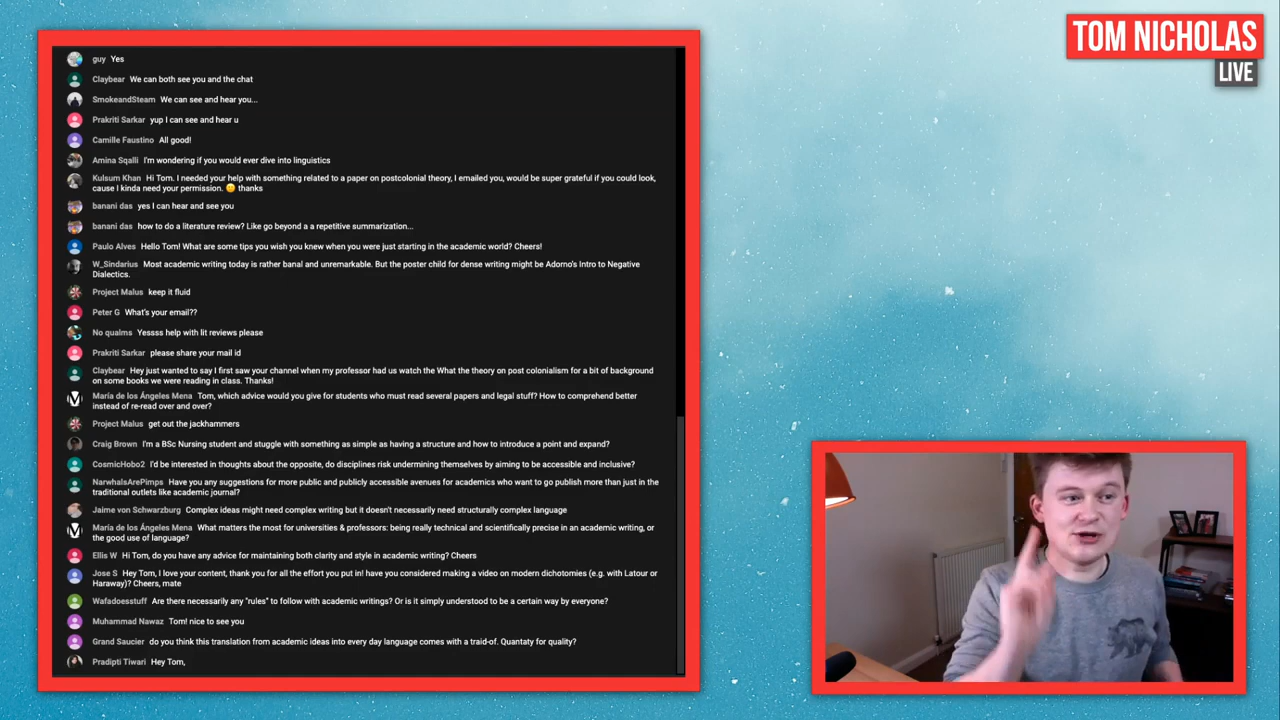 TOM NICHOLAS
LIVE
guy Yes
Claybear We can both see you and the chat
SmokeandSteam We can see and hear you...
Prakriti Sarkar yup I can see and hear u
Camille Faustino All good!
Amina Sqalli I'm wondering if you would ever dive into linguistics
Kulsum Khan Hi Tom. I needed your help with something related to a paper on postcolonial theory, I emailed you, would be super grateful if you could look,
cause I kinda need your permission. 🙂 thanks
banani das yes I can hear and see you
banani das how to do a literature review? Like go beyond a a repetitive summarization...
Paulo Alves Hello Tom! What are some tips you wish you knew when you were just starting in the academic world? Cheers!
W_Sindarius Most academic writing today is rather banal and unremarkable. But the poster child for dense writing might be Adorno's Intro to Negative
Dialectics.
Project Malus keep it fluid
Peter G What's your email??
No qualms Yessss help with lit reviews please
Prakriti Sarkar please share your mail id
Claybear Hey just wanted to say I first saw your channel when my professor had us watch the What the theory on post colonialism for a bit of background
on some books we were reading in class. Thanks!
María de los Ángeles Mena Tom, which advice would you give for students who must read several papers and legal stuff? How to comprehend better
instead of re-read over and over?
Project Malus get out the jackhammers
Craig Brown I'm a BSc Nursing student and stuggle with something as simple as having a structure and how to introduce a point and expand?
CosmicHobo2 I'd be interested in thoughts about the opposite, do disciplines risk undermining themselves by aiming to be accessible and inclusive?
NarwhalsArePimps Have you any suggestions for more public and publicly accessible avenues for academics who want to go publish more than just in the
traditional outlets like academic journal?
Jaime von Schwarzburg Complex ideas might need complex writing but it doesn't necessarily need structurally complex language
María de los Ángeles Mena What matters the most for universities & professors: being really technical and scientifically precise in an academic writing, or
the good use of language?
Ellis W Hi Tom, do you have any advice for maintaining both clarity and style in academic writing? Cheers
Jose S Hey Tom, I love your content, thank you for all the effort you put in! have you considered making a video on modern dichotomies (e.g. with Latour or
Haraway)? Cheers, mate
Wafadoesstuff Are there necessarily any "rules" to follow with academic writings? Or is it simply understood to be a certain way by everyone?
Muhammad Nawaz Tom! nice to see you
Grand Saucier do you think this translation from academic ideas into every day language comes with a traid-of. Quantaty for quality?
Pradipti Tiwari Hey Tom,